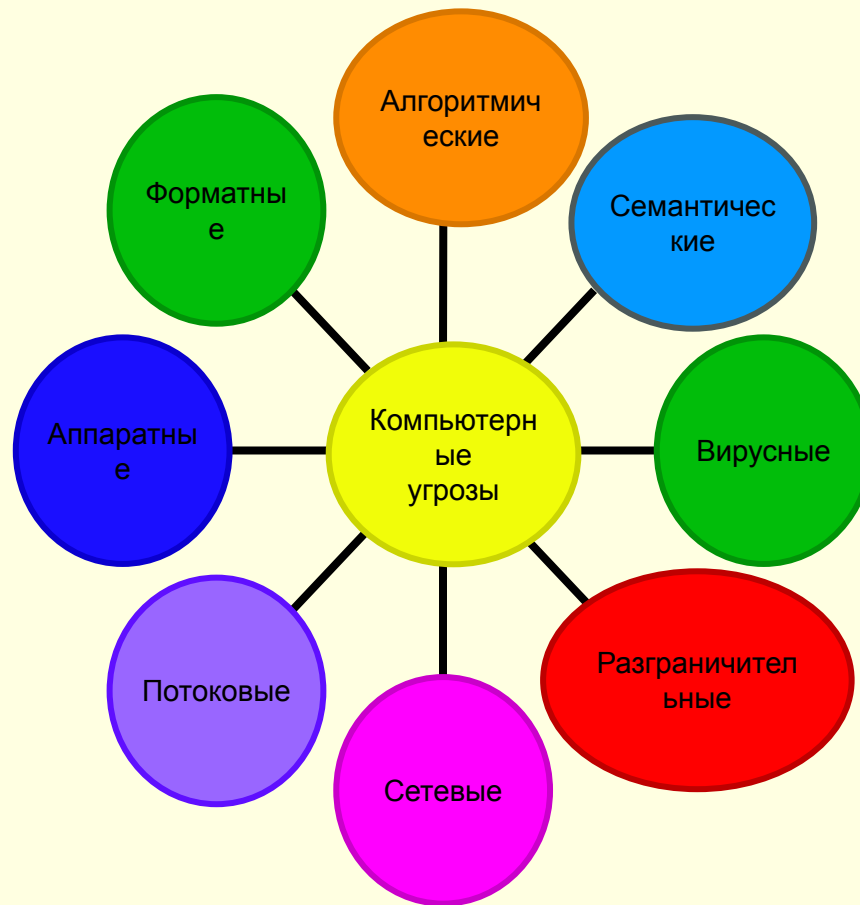 Алгоритмич
еские
Семантичес
кие
Форматны
е
Вирусные
Компьютерн
ые
угрозы
Аппаратны
е
Разграничител
ьные
Потоковые
Сетевые